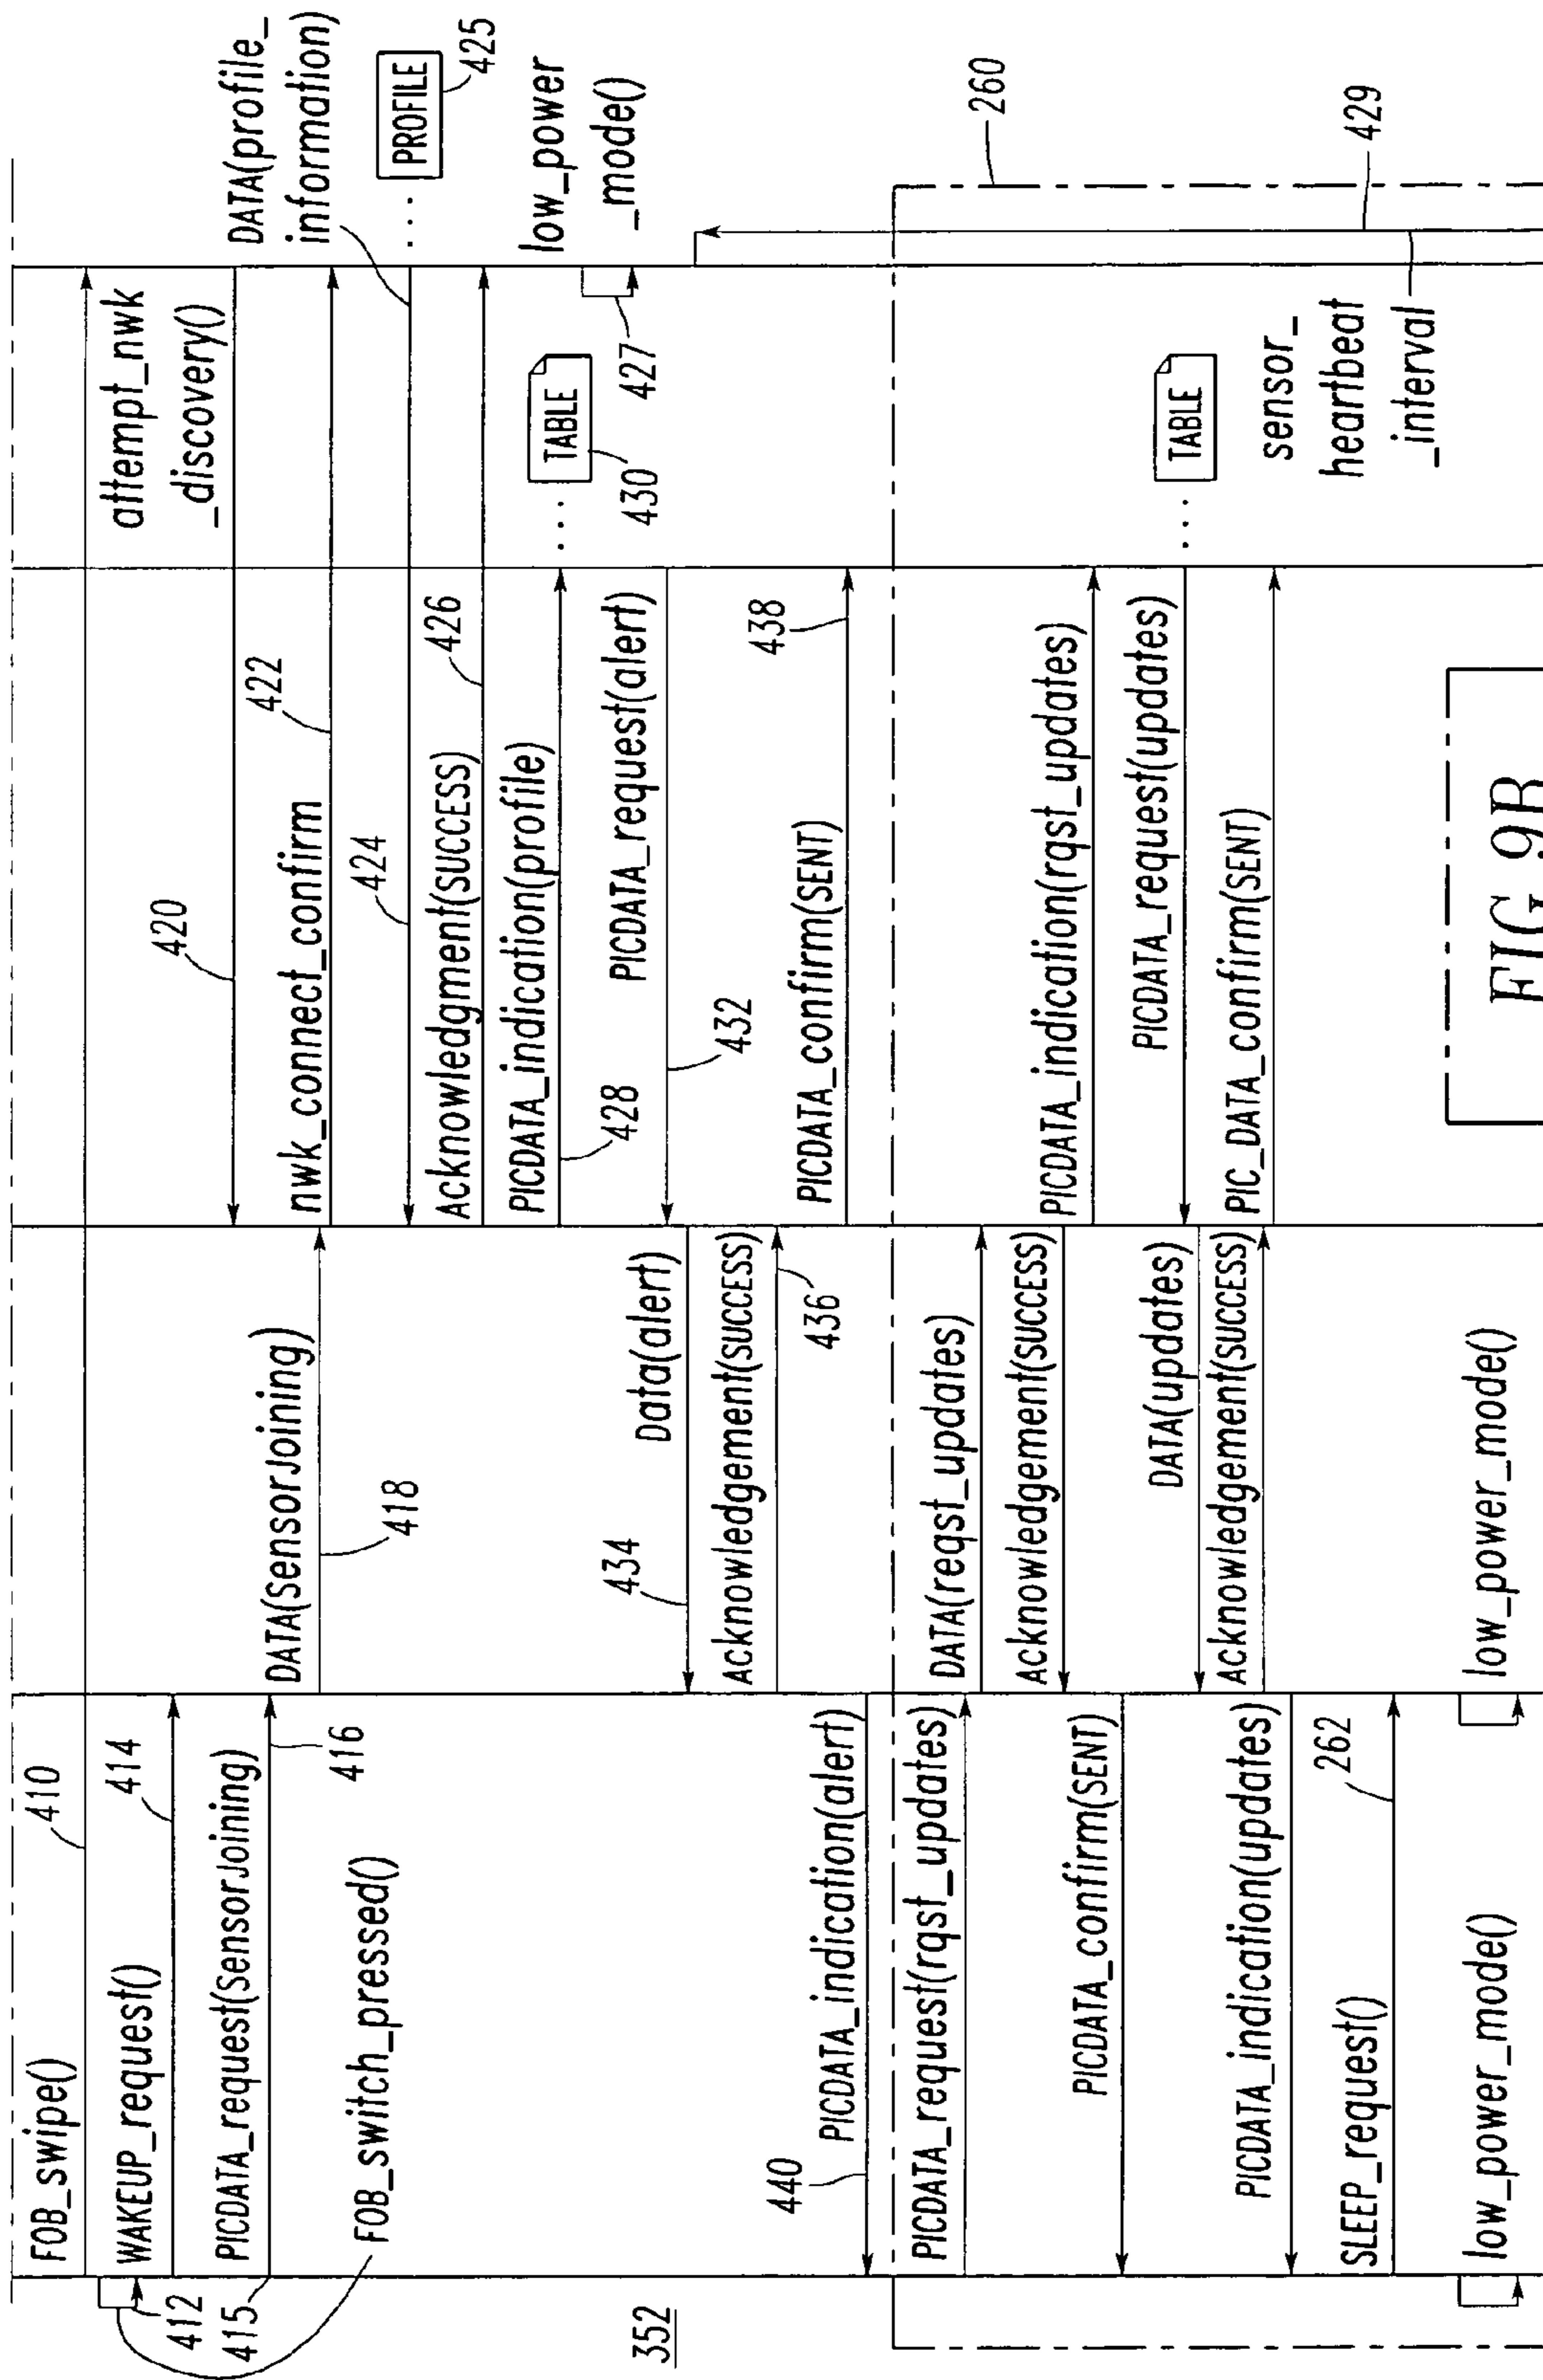 FOB_swipe()
410
WAKEUP_request()
414
412
PICDATA_request(SensorJoining)
415
416
FOB_switch_pressed()
352
DATA(SensorJoining)
418
attempt_nwk
_discovery()
420
nwk_connect_confirm
422
DATA(profile_
information)
424
... PROFILE
425
Acknowledgment(SUCCESS)
426
low_power
_mode()
427
PICDATA_indication(profile)
428
... TABLE
430
PICDATA_request(alert)
432
Data(alert)
434
Acknowledgement(SUCCESS)
436
PICDATA_confirm(SENT)
438
PICDATA_indication(alert)
440
260
PICDATA_request(rqst_updates)
DATA(reqst_updates)
Acknowledgement(SUCCESS)
PICDATA_indication(rqst_updates)
PICDATA_confirm(SENT)
PICDATA_request(updates)
... TABLE
DATA(updates)
Acknowledgement(SUCCESS)
PIC_DATA_confirm(SENT)
PICDATA_indication(updates)
sensor_
heartbeat
_interval
429
SLEEP_request()
262
low_power_mode()
low_power_mode()
FIG.9B